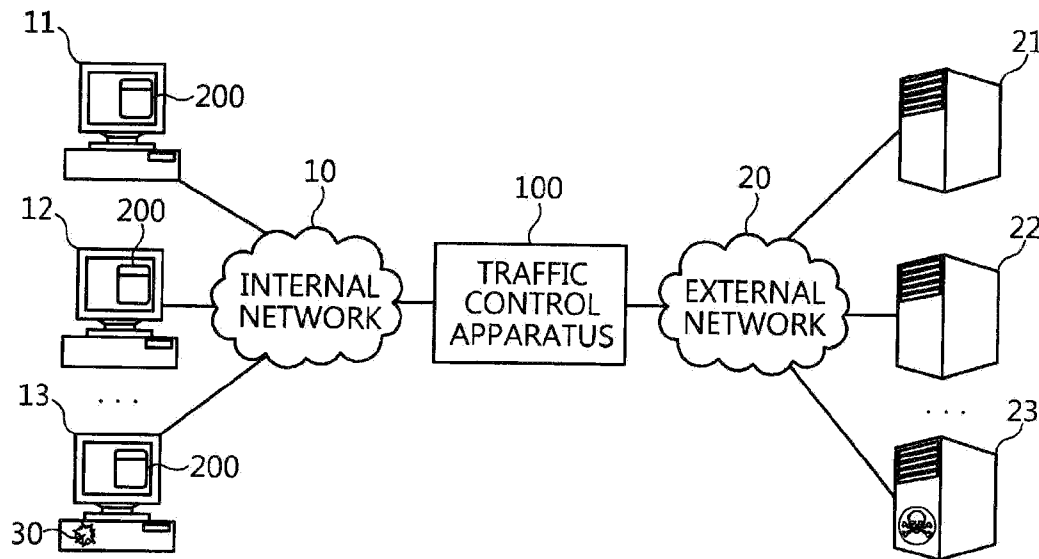 11
200
21
10
100
20
12
200
22
INTERNAL
NETWORK
TRAFFIC
CONTROL
APPARATUS
EXTERNAL
NETWORK
13
. . .
200
. . .
23
30